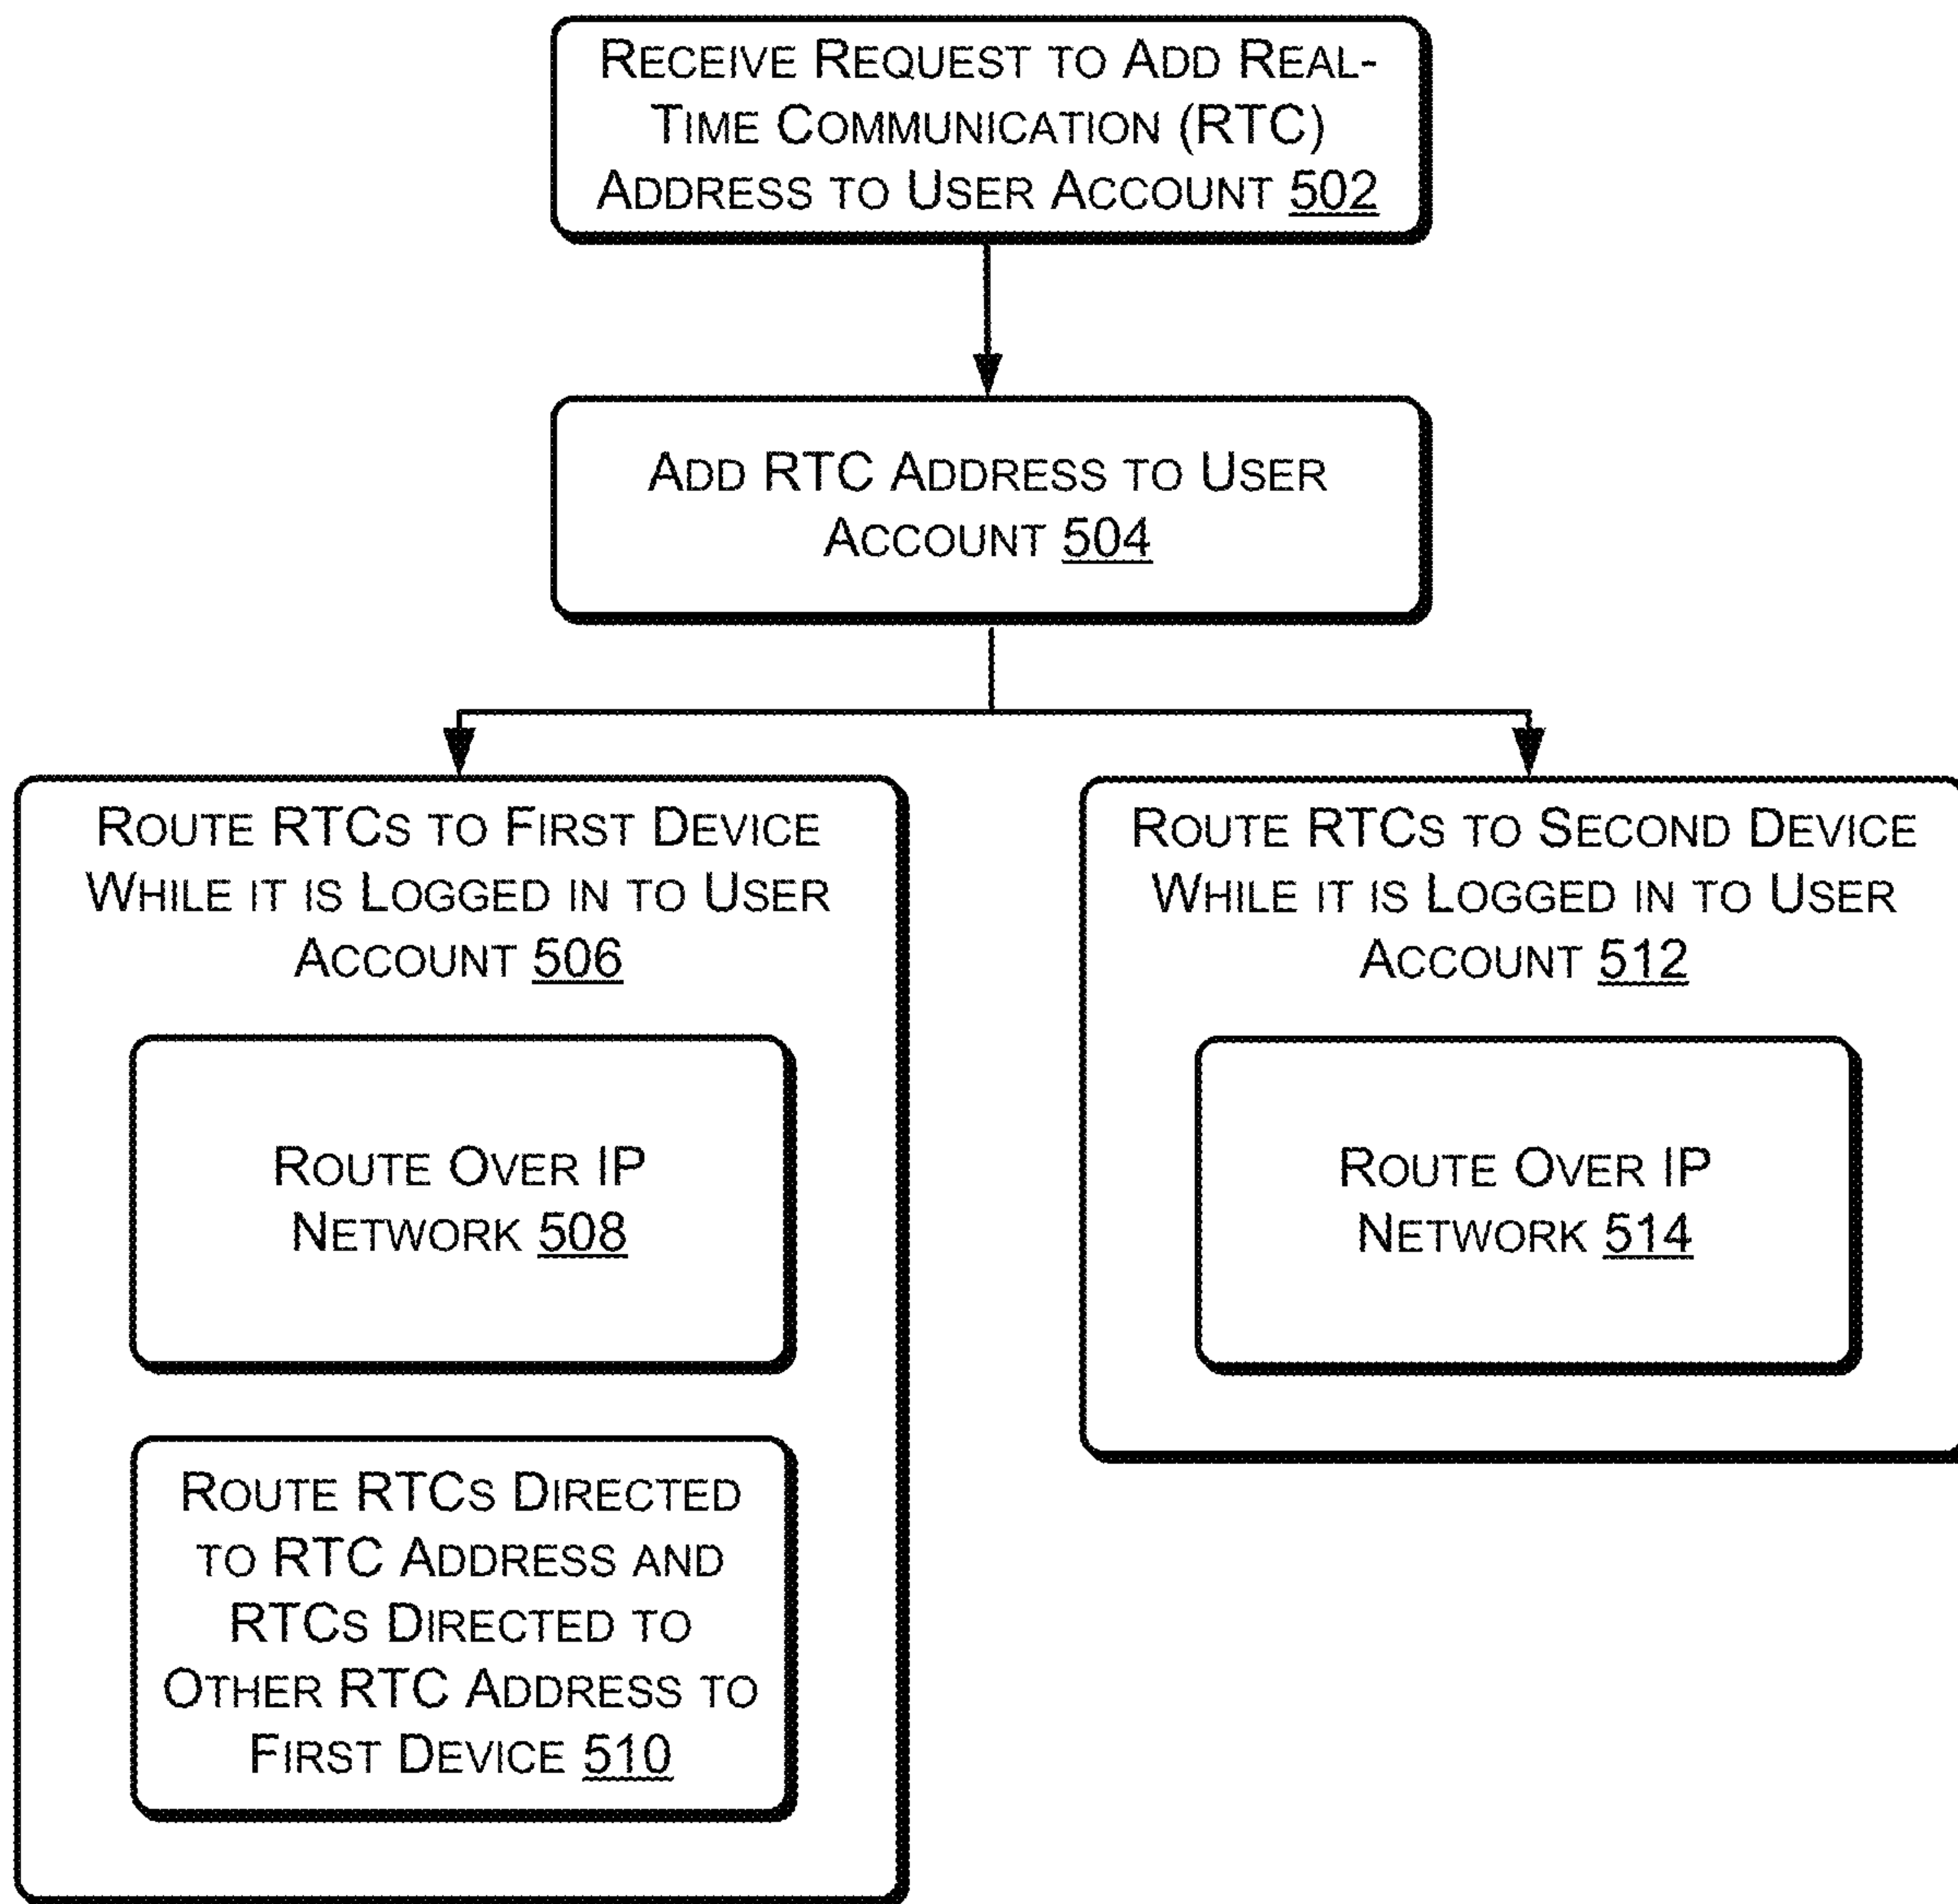 RECEIVE REQUEST TO ADD REAL-
TIME COMMUNICATION (RTC)
ADDRESS TO USER ACCOUNT 502
ADD RTC ADDRESS TO USER
ACCOUNT 504
ROUTE RTCS TO FIRST DEVICE
WHILE IT IS LOGGED IN TO USER
ACCOUNT 506
ROUTE OVER IP
NETWORK 508
ROUTE RTCS DIRECTED
TO RTC ADDRESS AND
RTCS DIRECTED TO
OTHER RTC ADDRESS TO
FIRST DEVICE 510
ROUTE RTCS TO SECOND DEVICE
WHILE IT IS LOGGED IN TO USER
ACCOUNT 512
ROUTE OVER IP
NETWORK 514